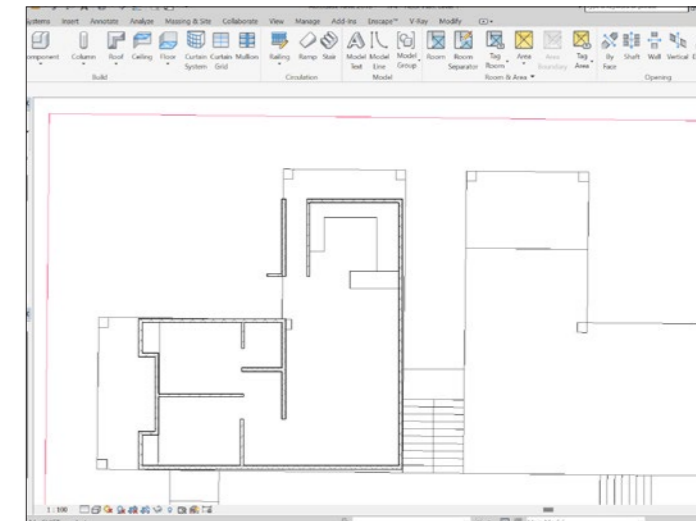 Insert Annotate Analyze Massing & Site Collaborate View Manage Add-Ins Enscape™ V-Ray Modify
Column Roof Ceiling Floor Curtain System Curtain Grid Mullion Railing Ramp Stair Model Text Model Line Model Group Room Room Separator Tag Room Area Area Boundary Tag Area By Face Shaft Wall Vertical
Build Circulation Model Room & Area Opening
1 : 100